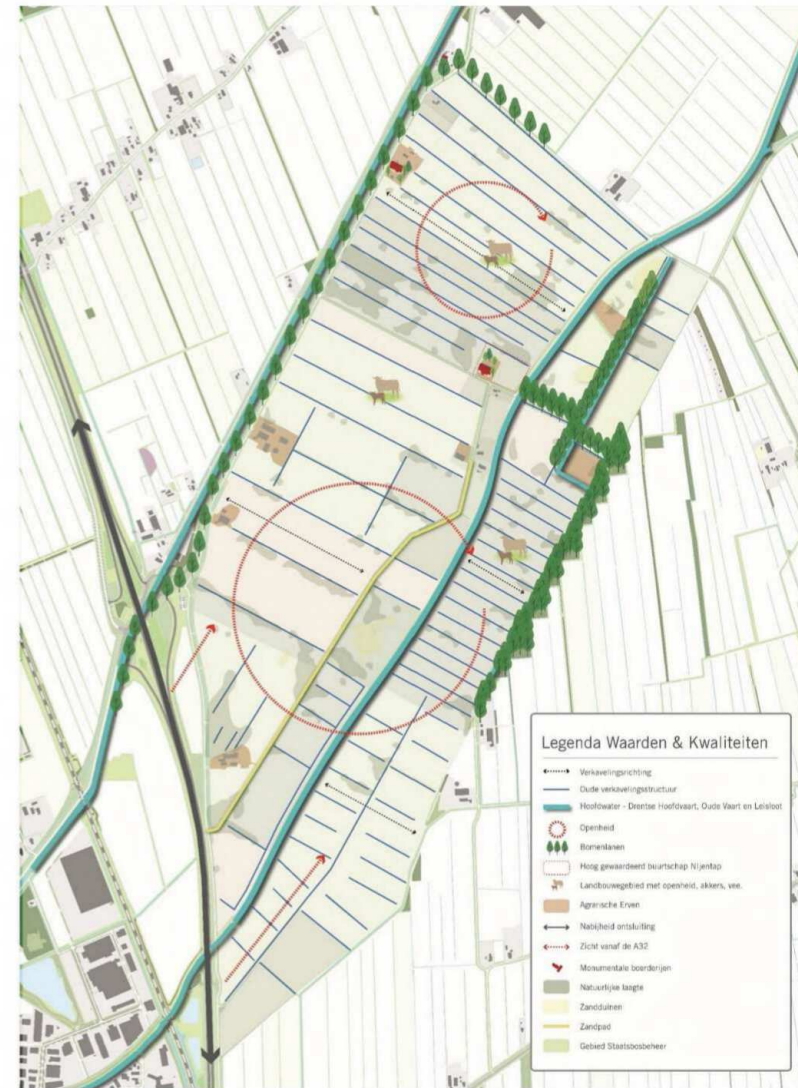 Legenda Waarden & Kwaliteiten
Verkavelingsrichting
Oude verkavelingsstructuur
Hoofdwater - Drentse Hoofdvaart, Oude Vaart en Leisloot
Openheid
Bomenlanen
Hoog gewaardeerd buurtschap Nijentap
Landbouwgebied met openheid, akkers, vee.
Agrarische Erven
Nabijheid ontsluiting
Zicht vanaf de A32
Monumentale boerderijen
Natuurlijke laagte
Zandduinen
Zandpad
Gebied Staatsbosbeheer